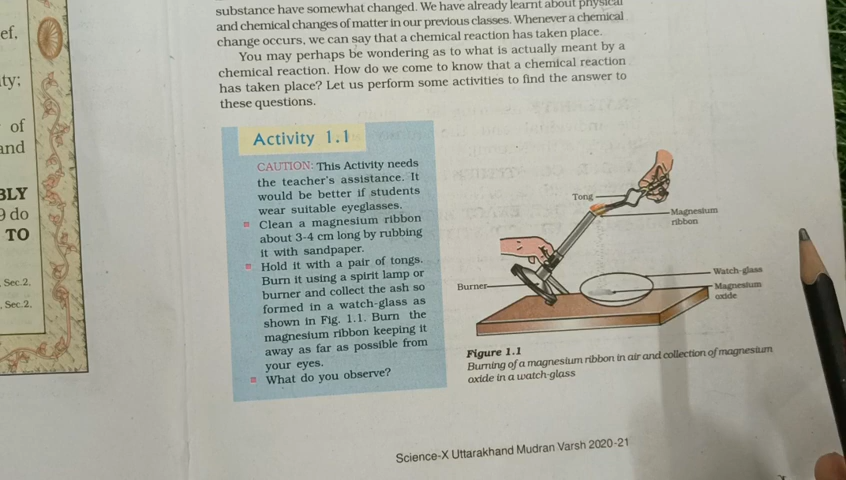 substance have somewhat changed. We have already learnt about physical
and chemical changes of matter in our previous classes. Whenever a chemical
change occurs, we can say that a chemical reaction has taken place.
You may perhaps be wondering as to what is actually meant by a
chemical reaction. How do we come to know that a chemical reaction
has taken place? Let us perform some activities to find the answer to
these questions.
Activity 1.1
CAUTION: This Activity needs
the teacher's assistance. It
would be better if students
wear suitable eyeglasses.
Clean a magnesium ribbon
about 3-4 cm long by rubbing
it with sandpaper.
Hold it with a pair of tongs.
Burn it using a spirit lamp or
burner and collect the ash so
formed in a watch-glass as
shown in Fig. 1.1. Burn the
magnesium ribbon keeping it
away as far as possible from
your eyes.
What do you observe?
Tong
Magnesium
ribbon
Burner
Watch-glass
Magnesium
oxide
Figure 1.1
Burning of a magnesium ribbon in air and collection of magnesium
oxide in a watch-glass
Science-X Uttarakhand Mudran Varsh 2020-21
ef,
ity;
of
and
BLY
do
TO
Sec.2,
Sec.2,